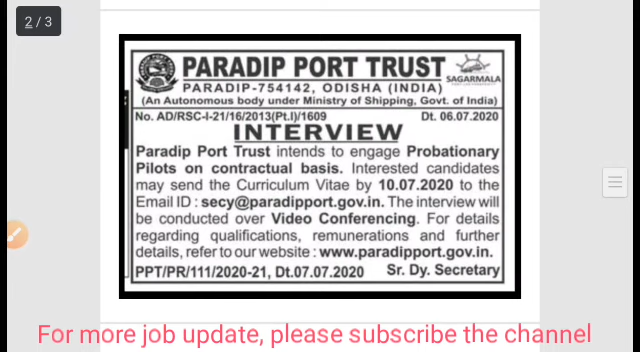 2/3
PARADIP PORT TRUST
SAGARMALA
PARADIP-754142, ODISHA (INDIA)
(An Autonomous body under Ministry of Shipping, Govt. of India)
No. AD/RSC-I-21/16/2013(Pt.I)/1609 Dt. 06.07.2020
INTERVIEW
Paradip Port Trust intends to engage Probationary
Pilots on contractual basis. Interested candidates
may send the Curriculum Vitae by 10.07.2020 to the
Email ID : secy@paradipport.gov.in. The interview will
be conducted over Video Conferencing. For details
regarding qualifications, remunerations and further
details, refer to our website : www.paradipport.gov.in.
PPT/PR/111/2020-21, Dt.07.07.2020 Sr. Dy. Secretary
For more job update, please subscribe the channel